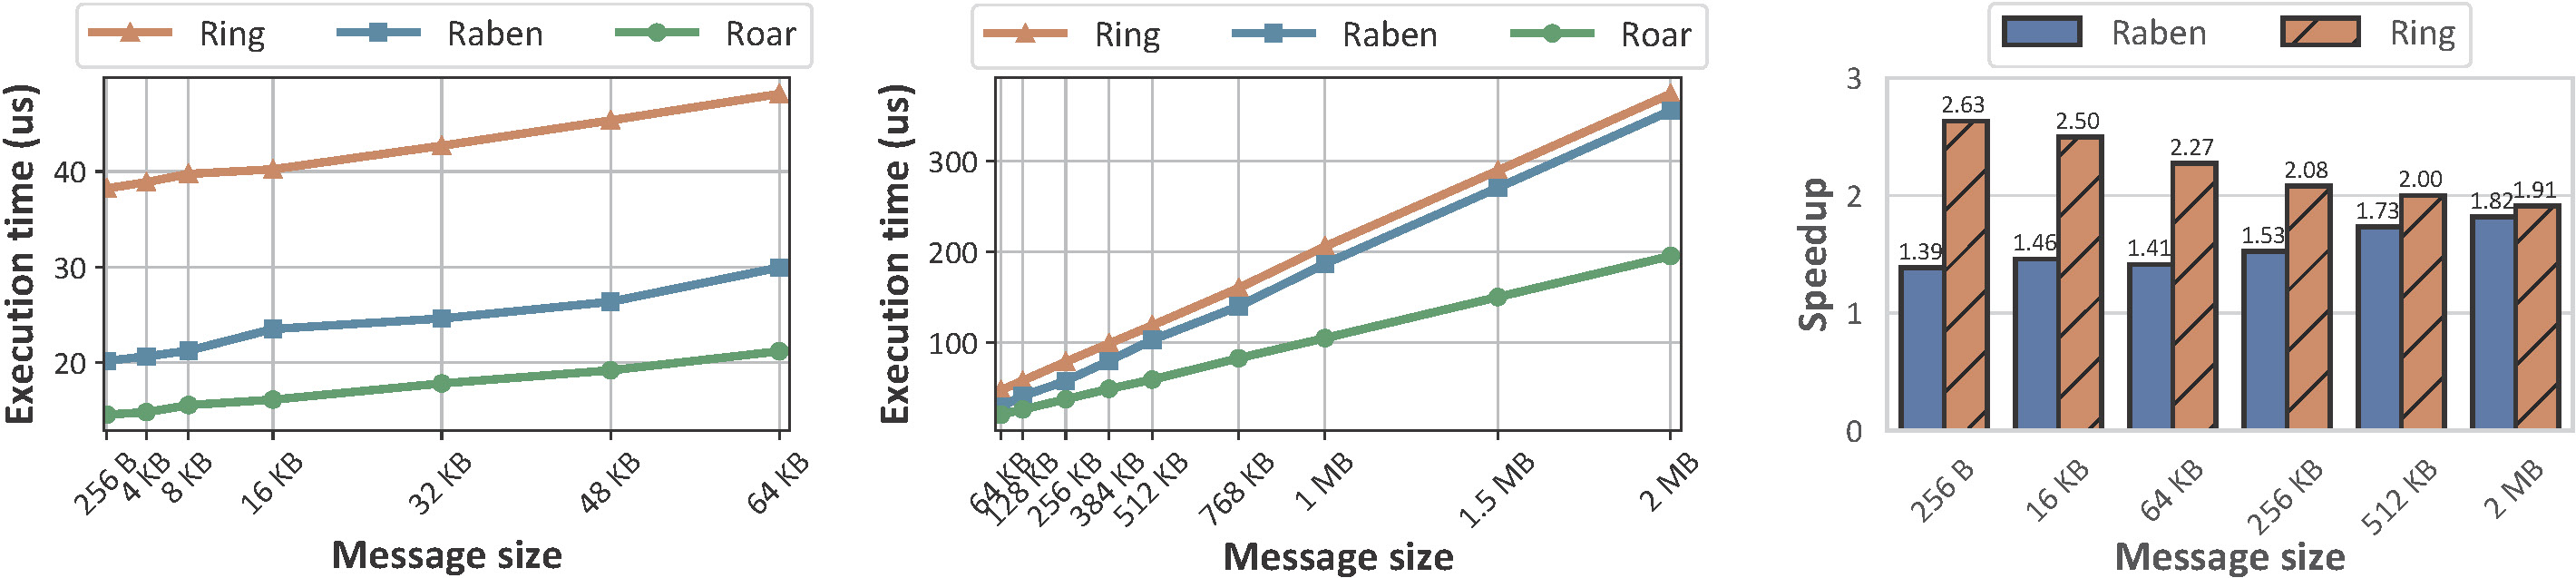 Ring Raben Roar
Execution time (us)
40
30
20
256 B 4 KB 8 KB 16 KB 32 KB 48 KB 64 KB
Message size
Ring Raben Roar
Execution time (us)
300
200
100
64 KB 128 KB 256 KB 384 KB 512 KB 768 KB 1 MB 1.5 MB 2 MB
Message size
Raben Ring
Speedup
3
2
1
0
1.39 2.63 1.46 2.50 1.41 2.27 1.53 2.08 1.73 2.00 1.82 1.91
256 B 16 KB 64 KB 256 KB 512 KB 2 MB
Message size